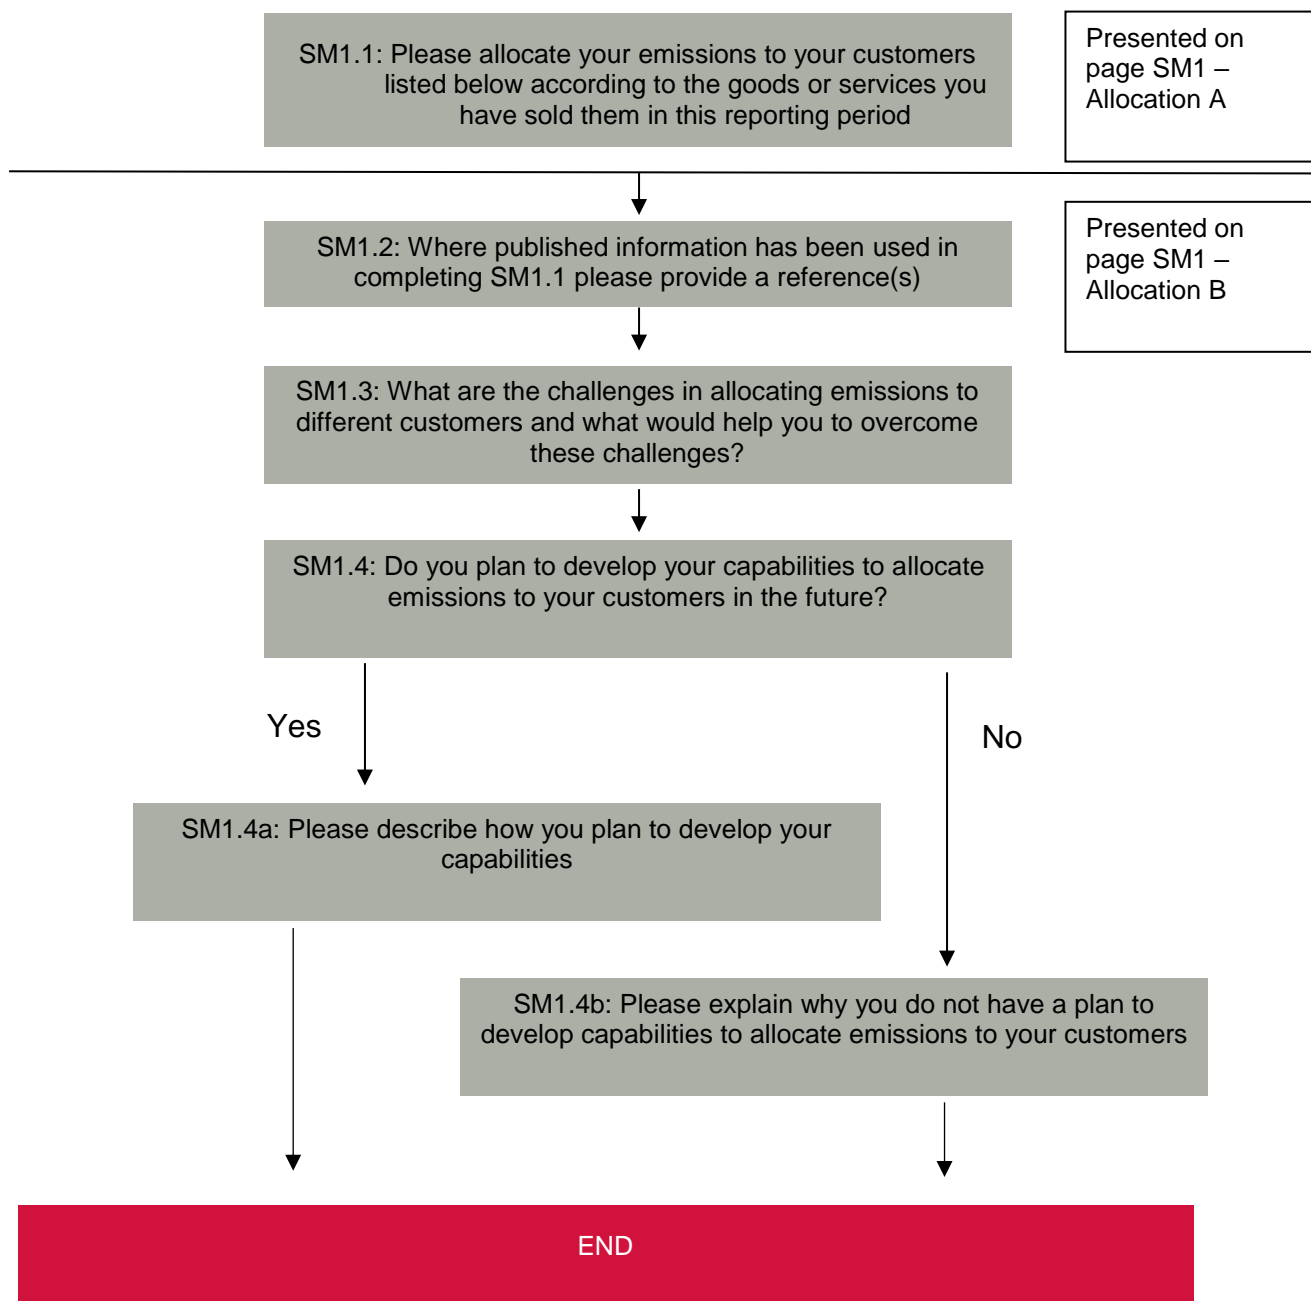 SM1.1: Please allocate your emissions to your customers
listed below according to the goods or services you
have sold them in this reporting period
Presented on
page SM1 –
Allocation A
SM1.2: Where published information has been used in
completing SM1.1 please provide a reference(s)
Presented on
page SM1 –
Allocation B
SM1.3: What are the challenges in allocating emissions to
different customers and what would help you to overcome
these challenges?
SM1.4: Do you plan to develop your capabilities to allocate
emissions to your customers in the future?
Yes
No
SM1.4a: Please describe how you plan to develop your
capabilities
SM1.4b: Please explain why you do not have a plan to
develop capabilities to allocate emissions to your customers
END